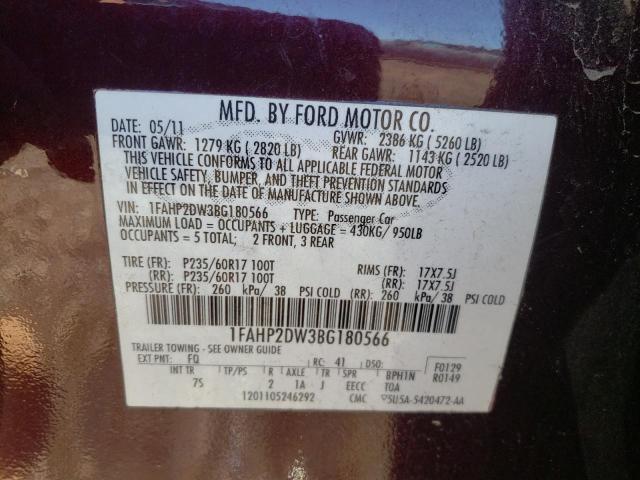 MFD. BY FORD MOTOR CO.
DATE: 05/11 GVWR: 2386 KG ( 5260 LB)
FRONT GAWR: 1279 KG ( 2820 LB) REAR GAWR: 1143 KG ( 2520 LB)
THIS VEHICLE CONFORMS TO ALL APPLICABLE FEDERAL MOTOR
VEHICLE SAFETY, BUMPER, AND THEFT PREVENTION STANDARDS
IN EFFECT ON THE DATE OF MANUFACTURE SHOWN ABOVE.
VIN: 1FAHP2DW3BG180566 TYPE: Passenger Car
MAXIMUM LOAD = OCCUPANTS + LUGGAGE = 430KG/ 950LB
OCCUPANTS = 5 TOTAL; 2 FRONT, 3 REAR
TIRE (FR): P235/60R17 100T RIMS (FR): 17X7.5J
(RR): P235/60R17 100T (RR): 17X7.5J
PRESSURE (FR): 260 kPa/ 38 PSI COLD (RR): 260 kPa/ 38 PSI COLD
1FAHP2DW3BG180566
TRAILER TOWING - SEE OWNER GUIDE
EXT PNT: FQ RC: 41 DSO: F0129
INT TR TP/PS R AXLE TR SPR BPH1N R0149
7S 2 1A J EECC TOA
1201105246292 CMC 5U5A-5420472-AA